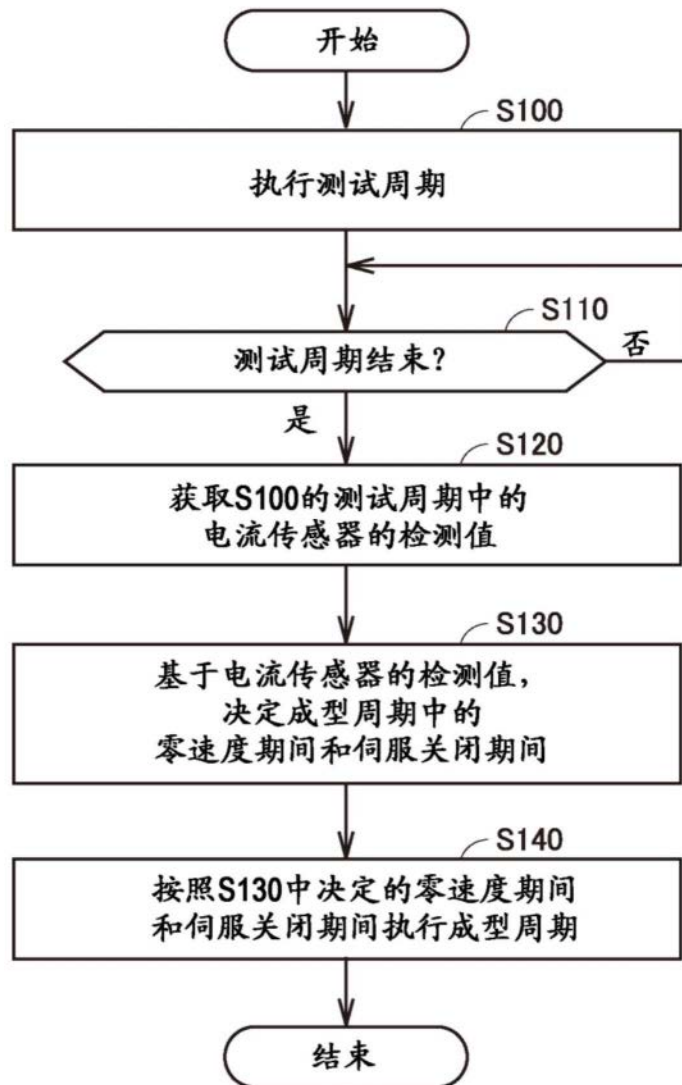 开始
S100
执行测试周期
S110
测试周期结束？
否
是
S120
获取S100的测试周期中的
电流传感器的检测值
S130
基于电流传感器的检测值，
决定成型周期中的
零速度期间和伺服关闭期间
S140
按照S130中决定的零速度期间
和伺服关闭期间执行成型周期
结束